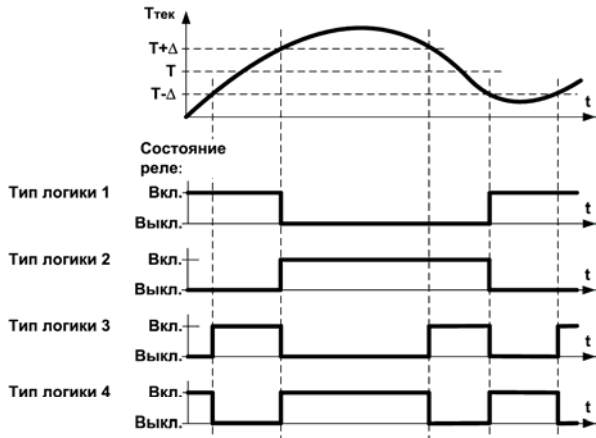 Tтек
T+Δ
T
T-Δ
t
Состояние
реле:
Тип логики 1
Вкл.
Выкл.
t
Тип логики 2
Вкл.
Выкл.
t
Тип логики 3
Вкл.
Выкл.
t
Тип логики 4
Вкл.
Выкл.
t